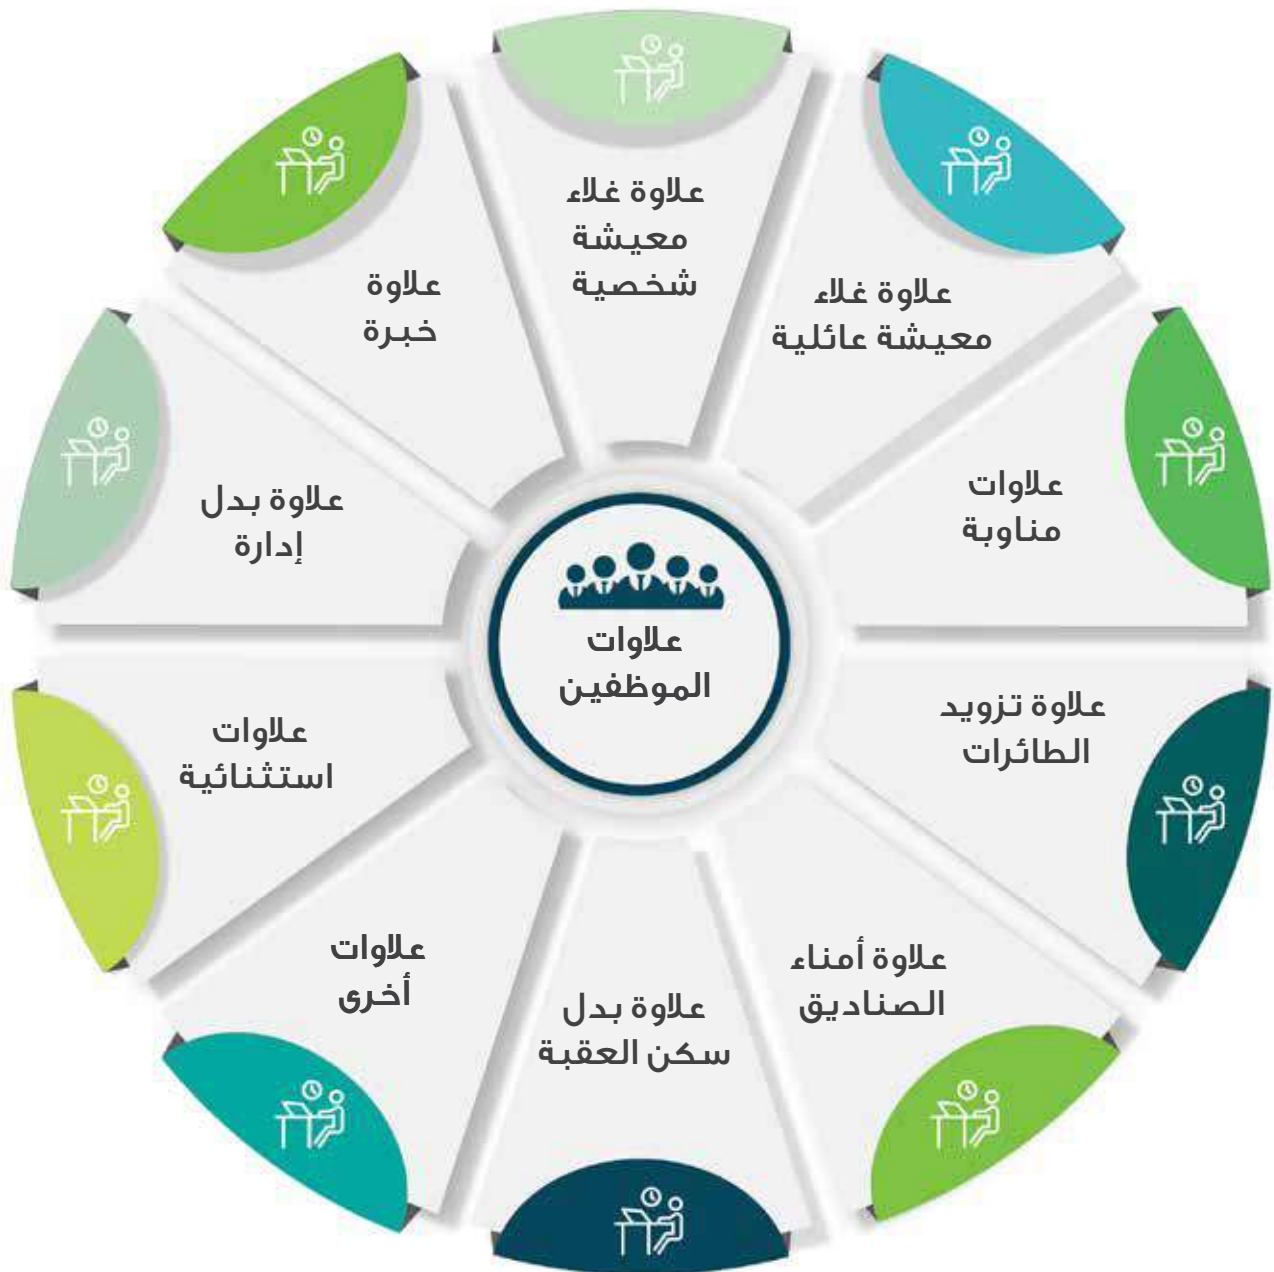 علاوات
الموظفين
علاوة غلاء
معيشة
شخصية
علاوة غلاء
معيشة عائلية
علاوات
مناوبة
علاوة تزويد
الطائرات
علاوة أمناء
الصناديق
علاوة بدل
سكن العقبة
علاوات
أخرى
علاوات
استثنائية
علاوة بدل
إدارة
علاوة
خبرة